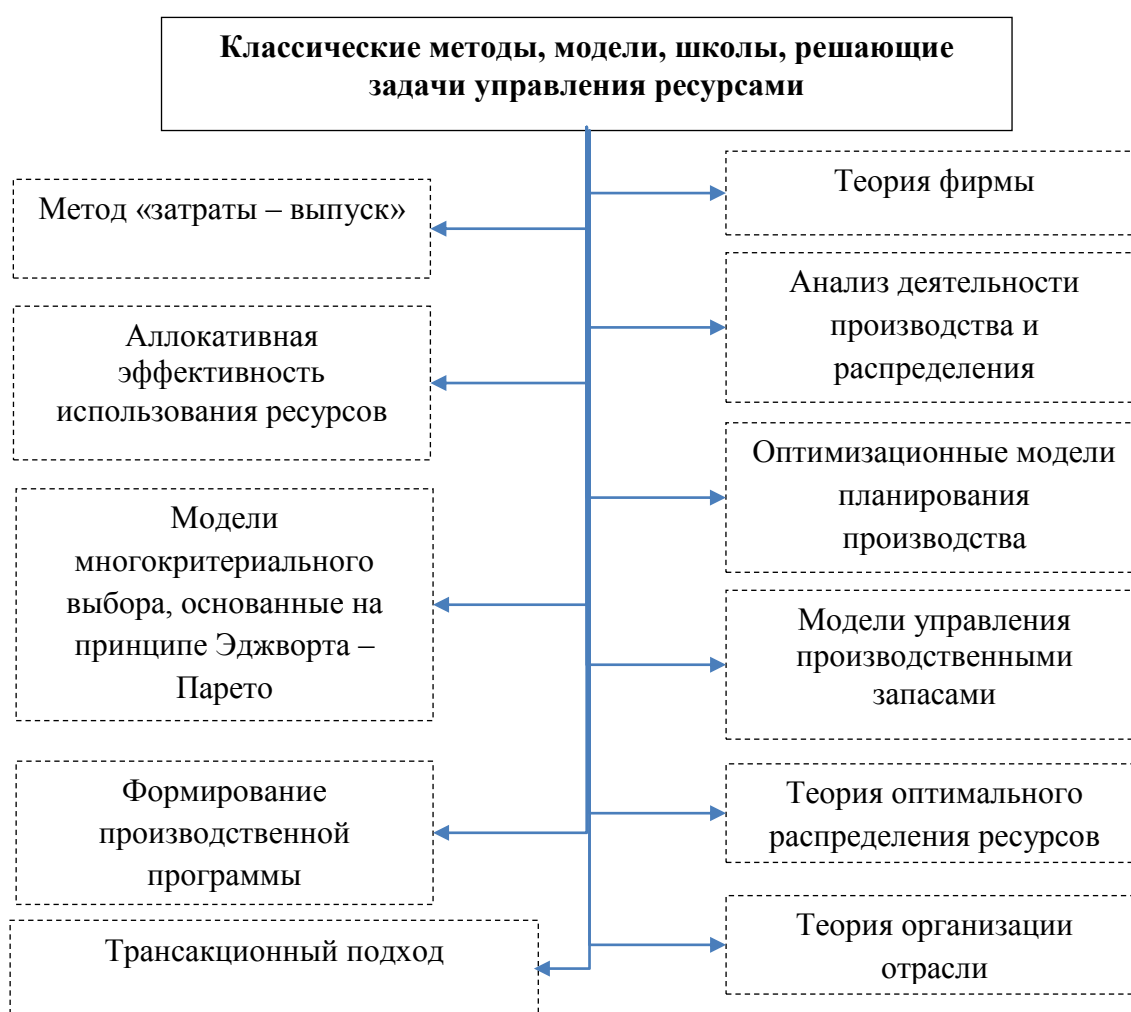 Классические методы, модели, школы, решающие
задачи управления ресурсами
Метод «затраты – выпуск»
Аллокативная
эффективность
использования ресурсов
Модели
многокритериального
выбора, основанные на
принципе Эджворта –
Парето
Формирование
производственной
программы
Трансакционный подход
Теория фирмы
Анализ деятельности
производства и
распределения
Оптимизационные модели
планирования
производства
Модели управления
производственными
запасами
Теория оптимального
распределения ресурсов
Теория организации
отрасли